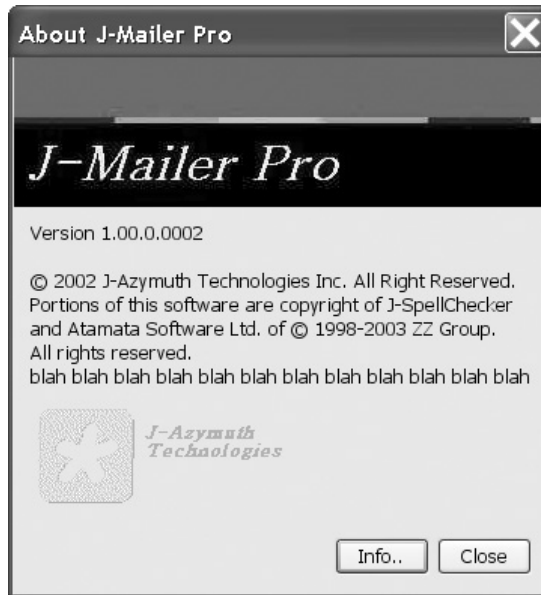 About J-Mailer Pro
J-Mailer Pro
Version 1.00.0.0002
© 2002 J-Azymuth Technologies Inc. All Right Reserved.
Portions of this software are copyright of J-SpellChecker
and Atamata Software Ltd. of © 1998-2003 ZZ Group.
All rights reserved.
blah blah blah blah blah blah blah blah blah blah blah blah
J-Azymuth
Technologies
Info..
Close